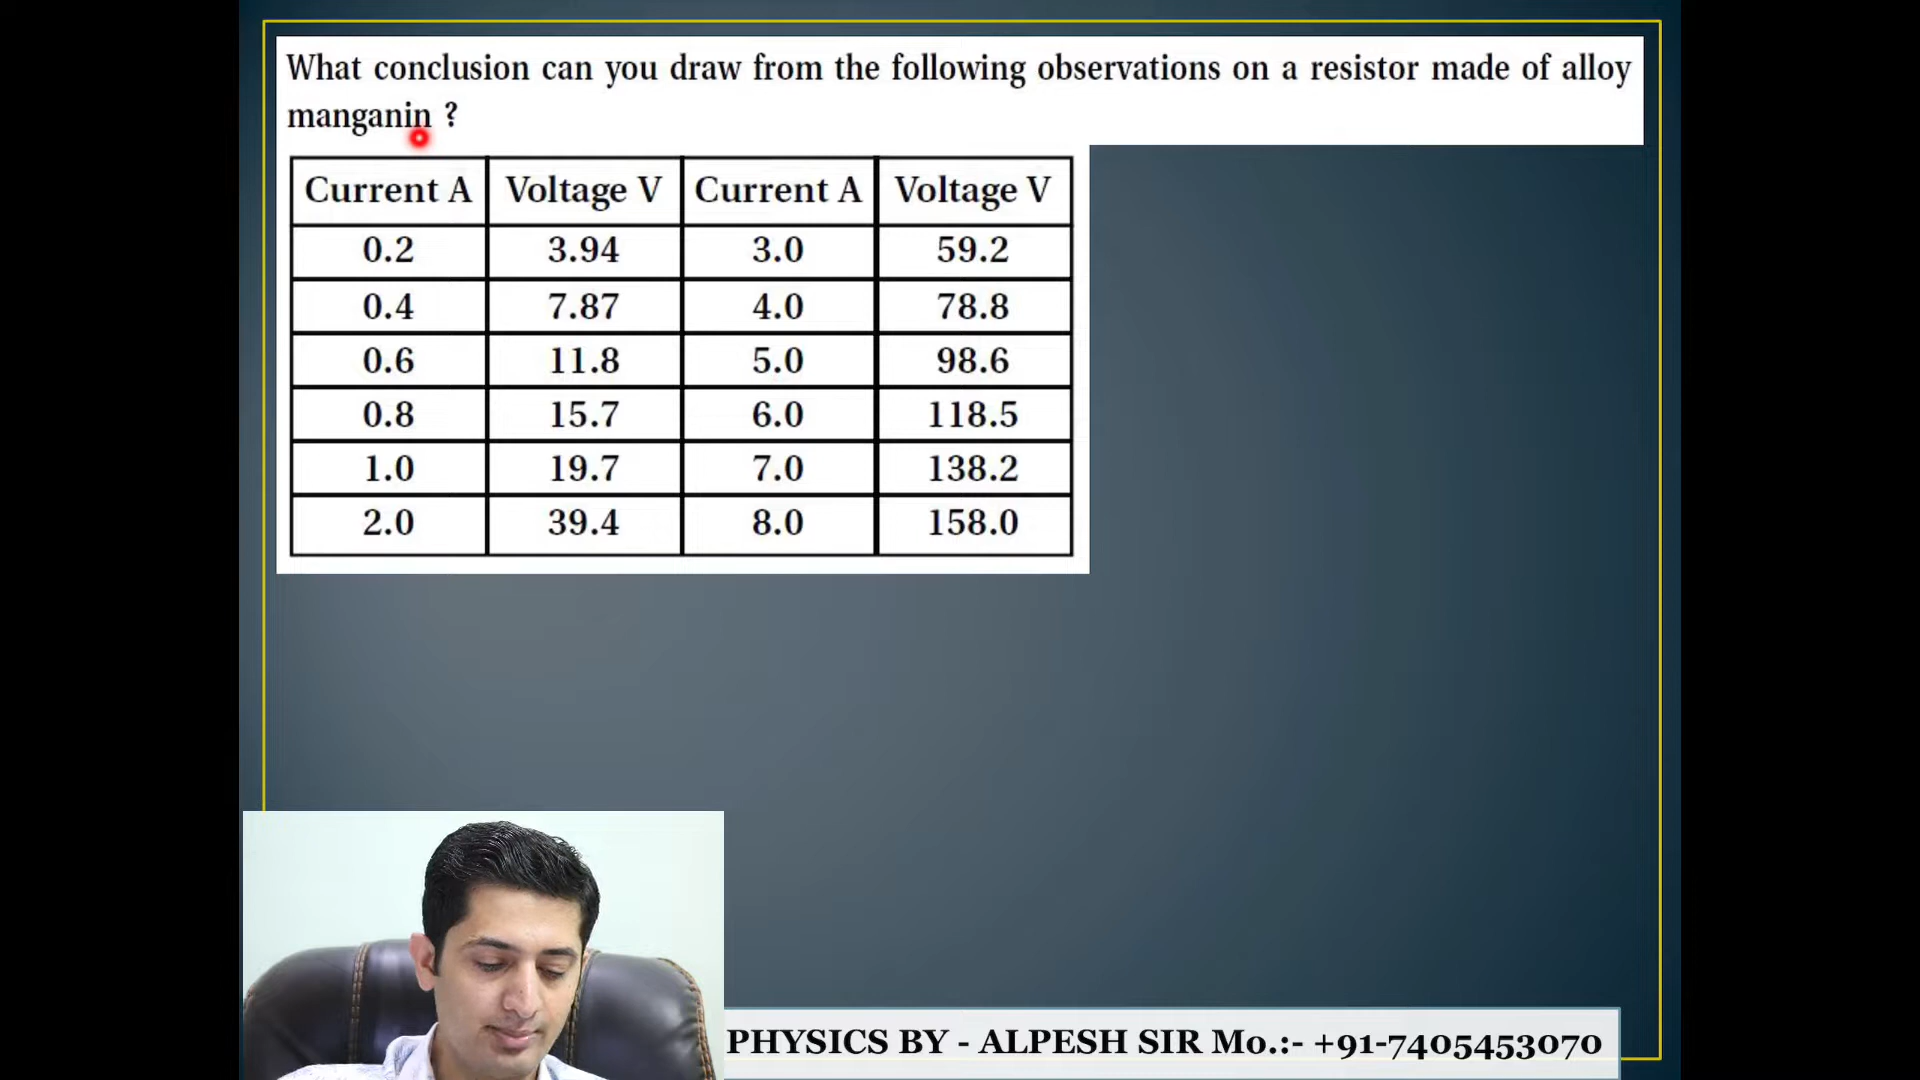 What conclusion can you draw from the following observations on a resistor made of alloy
manganin ?
Current A Voltage V Current A Voltage V
0.2 3.94 3.0 59.2
0.4 7.87 4.0 78.8
0.6 11.8 5.0 98.6
0.8 15.7 6.0 118.5
1.0 19.7 7.0 138.2
2.0 39.4 8.0 158.0
PHYSICS BY - ALPESH SIR Mo.:- +91-7405453070